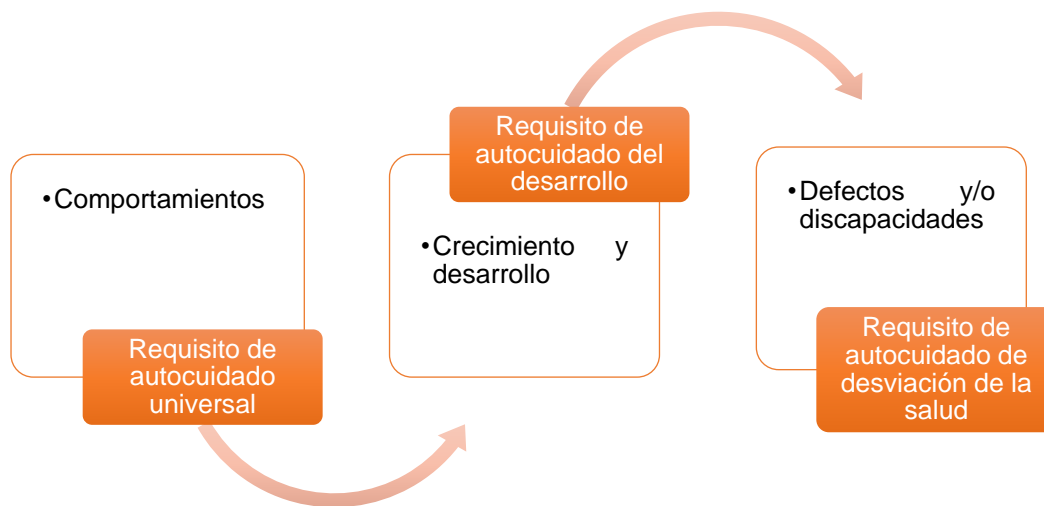 •Comportamientos
Requisito de
autocuidado
universal
Requisito de
autocuidado del
desarrollo
•Crecimiento y
desarrollo
•Defectos y/o
discapacidades
Requisito de
autocuidado de
desviación de la
salud